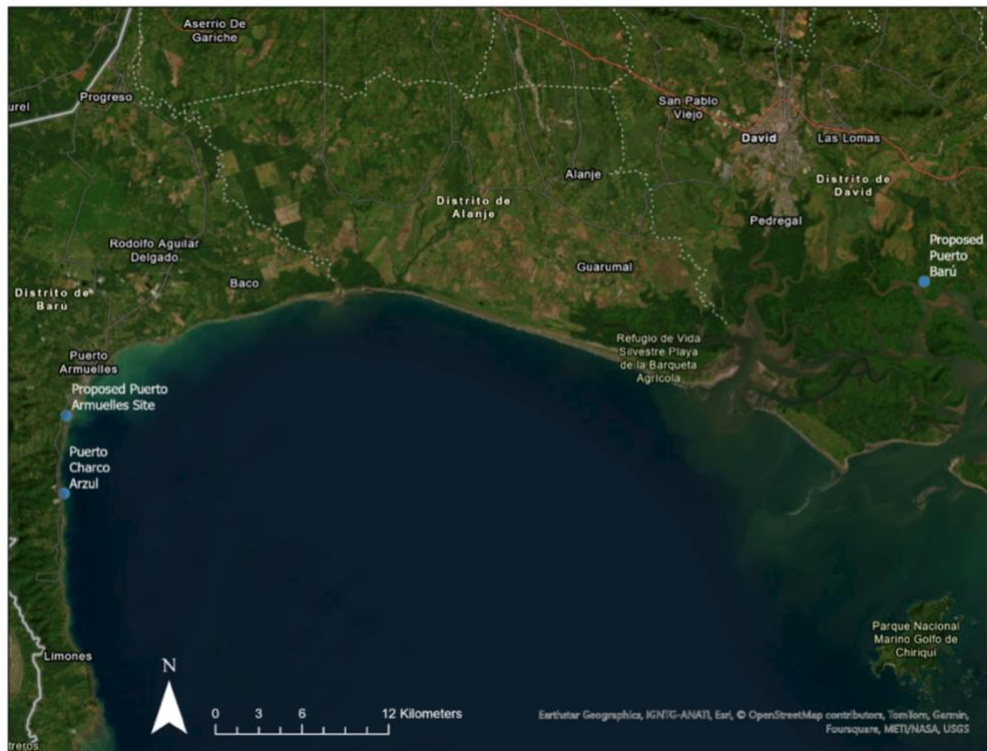 Aserrio De
Gariche
urel
Progreso
San Pablo
Viejo
David
Las Lomas
Alanje
Distrito de
David
Distrito de
Alanje
Pedregal
Rodolfo Aguilar
Delgado
Proposed
Puerto
Barú
Guarumal
Baco
Distrito de
Barú
Refugio de Vida
Silvestre Playa
de la Barqueta
Agrícola
Puerto
Armuelles
Proposed Puerto
Armuelles Site
Puerto
Charco
Arzul
Parque Nacional
Marino Golfo de
Chiriquí
Limones
N
0 3 6 12 Kilometers
Earthstar Geographics, IGNTG-ANATI, Esri, © OpenStreetMap contributors, TomTom, Garmin,
Foursquare, METI/NASA, USGS
treros